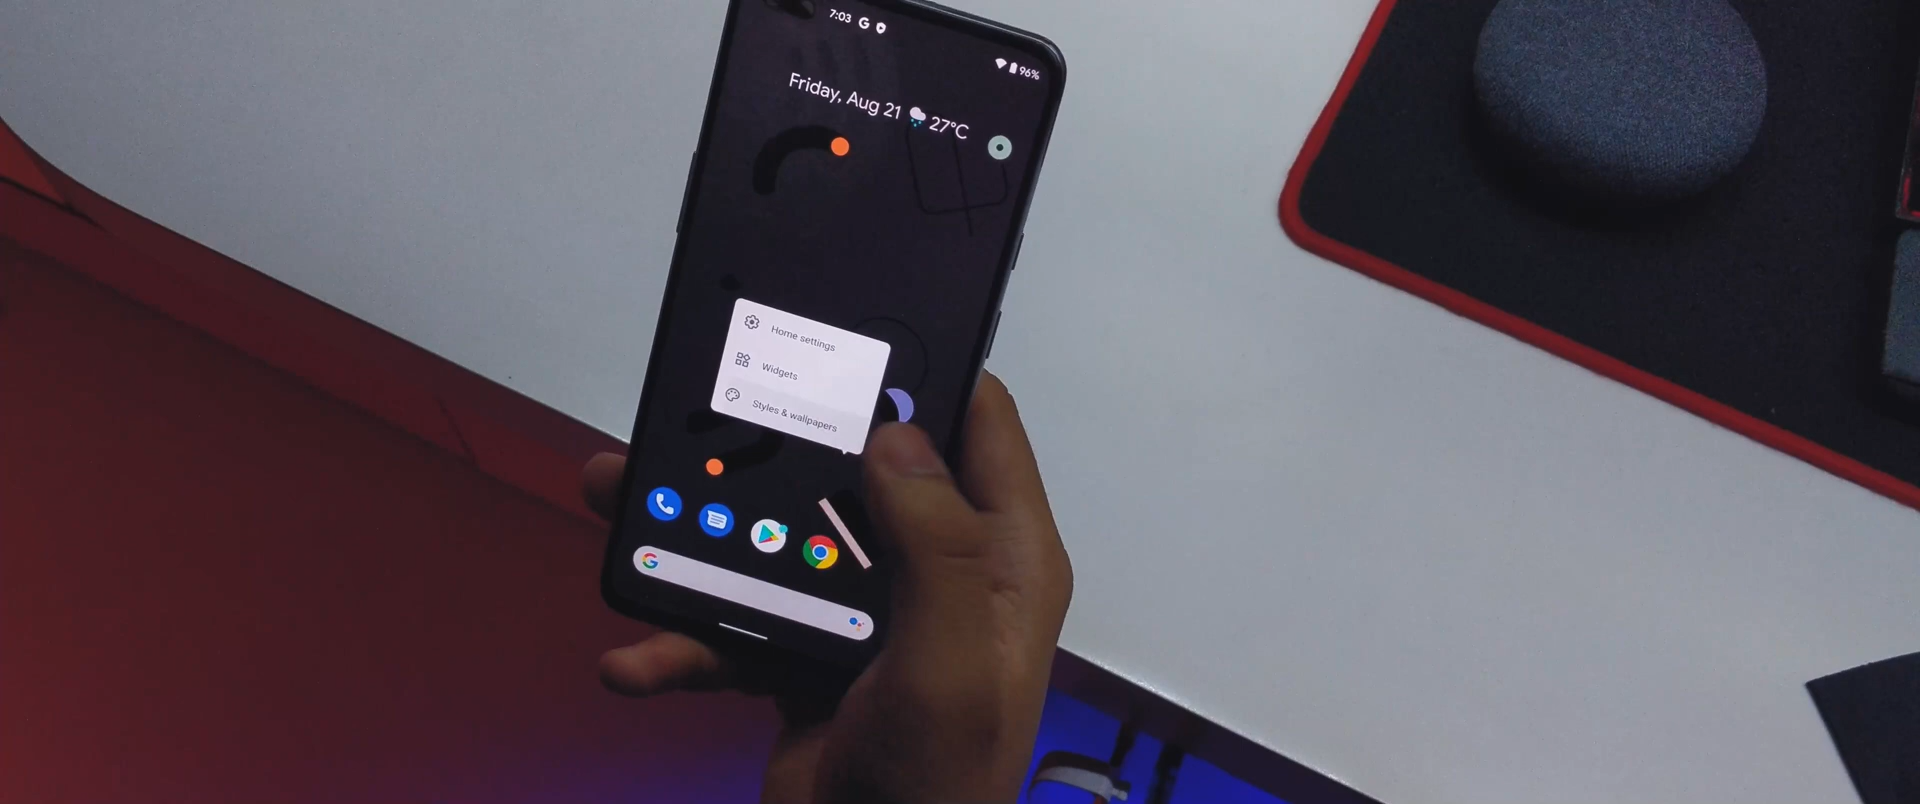 7:03 G
96%
Friday, Aug 21 27°C
Home settings
Widgets
Styles & wallpapers
G